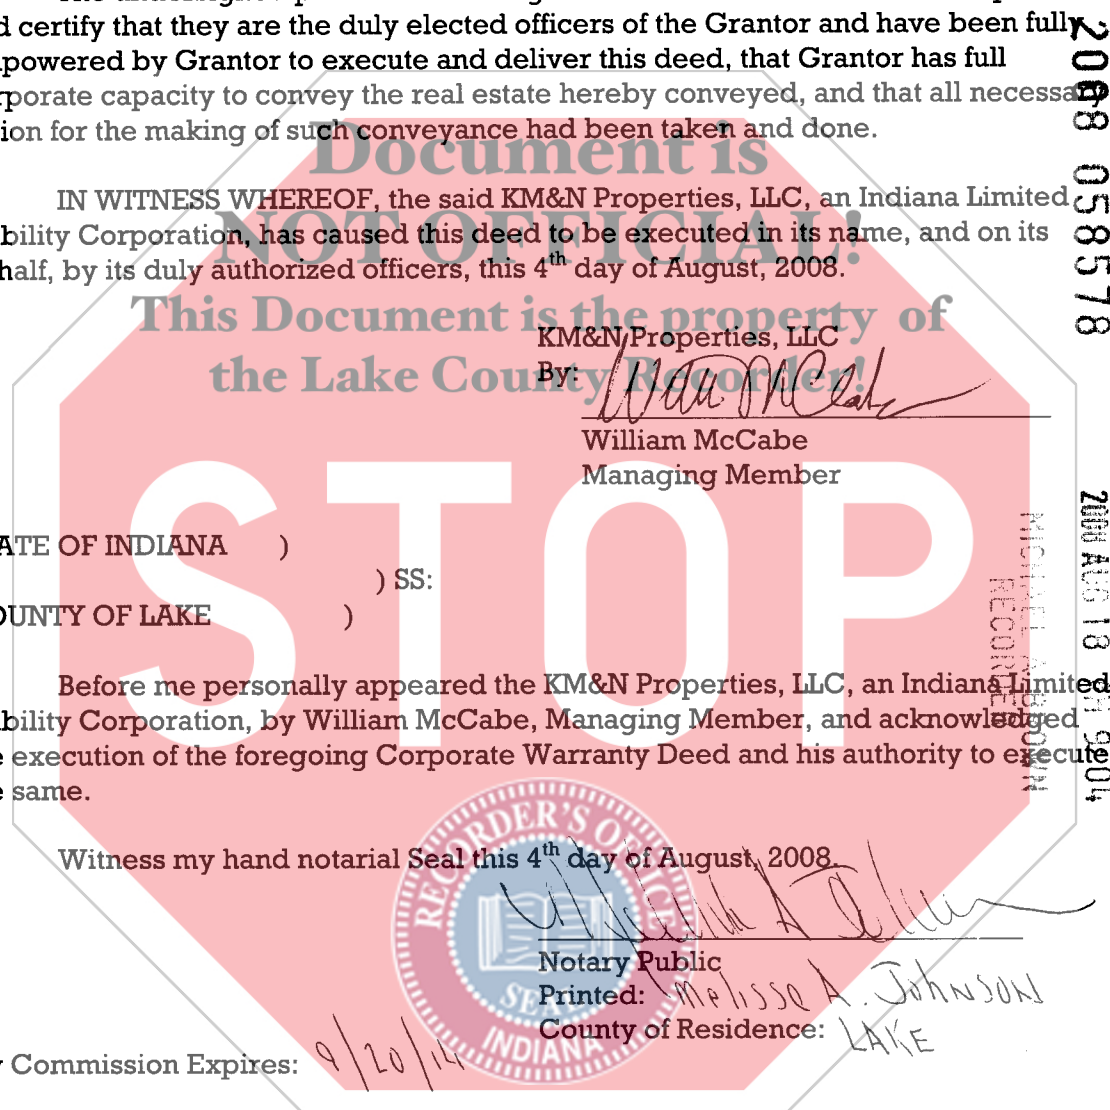 d certify that they are the duly elected officers of the Grantor and have been fully
powered by Grantor to execute and deliver this deed, that Grantor has full
rporate capacity to convey the real estate hereby conveyed, and that all necessa
ion for the making of such conveyance had been taken and done.
Document is
IN WITNESS WHEREOF, the said KM&N Properties, LLC, an Indiana Limited
NOT OFFICIAL!
bility Corporation, has caused this deed to be executed in its name, and on its
half, by its duly authorized officers, this 4th day of August, 2008.
This Document is the property of
KM&N Properties, LLC
the Lake County Recorder!
By:
William McCabe
Managing Member
STOP
ATE OF INDIANA )
) SS:
OUNTY OF LAKE )
Before me personally appeared the KM&N Properties, LLC, an Indiana Limited
bility Corporation, by William McCabe, Managing Member, and acknowledged
e execution of the foregoing Corporate Warranty Deed and his authority to execute
e same.
Witness my hand notarial Seal this 4th day of August, 2008.
Notary Public
Printed: Melissa A. Johnson
County of Residence: LAKE
Commission Expires: 9/20/14
RECORDER'S OFFICE
SEAL
INDIANA
2008 058578
2008 AUG 18 9:04
MICHAEL A. BROWN
RECORDER